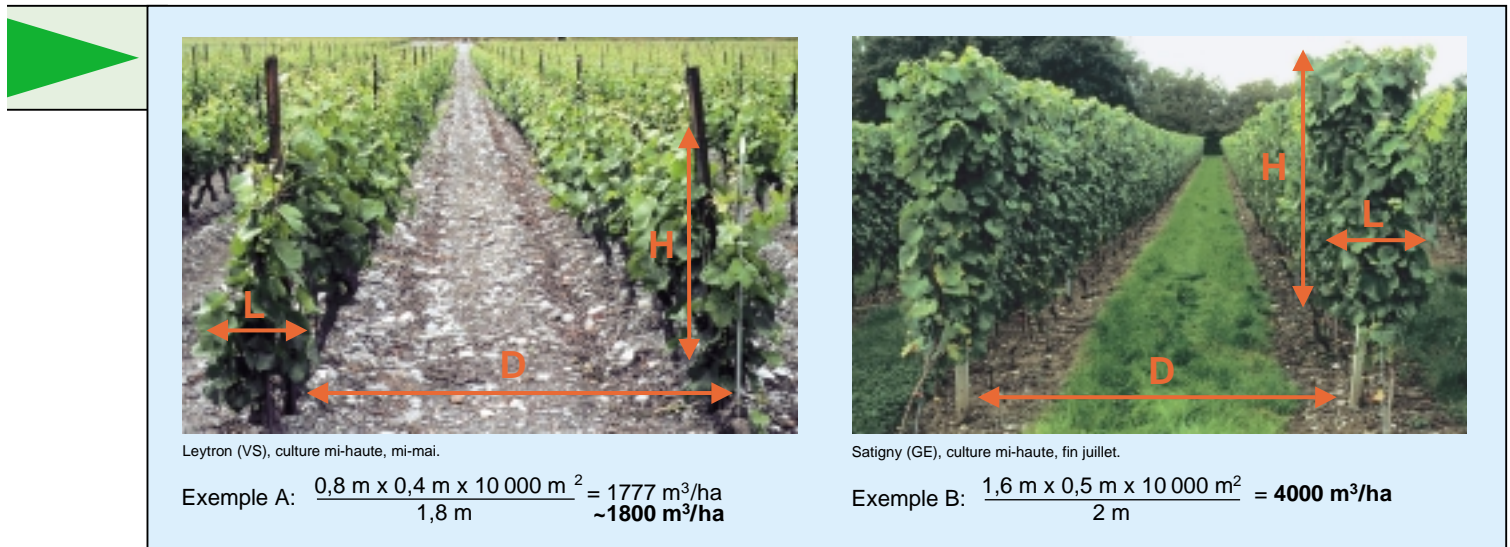 H
L
D
H
L
D
Leytron (VS), culture mi-haute, mi-mai.
Exemple A: 0,8 m x 0,4 m x 10 000 m 2 = 1777 m3/ha
1,8 m ~1800 m3/ha
Satigny (GE), culture mi-haute, fin juillet.
Exemple B: 1,6 m x 0,5 m x 10 000 m2 = 4000 m3/ha
2 m